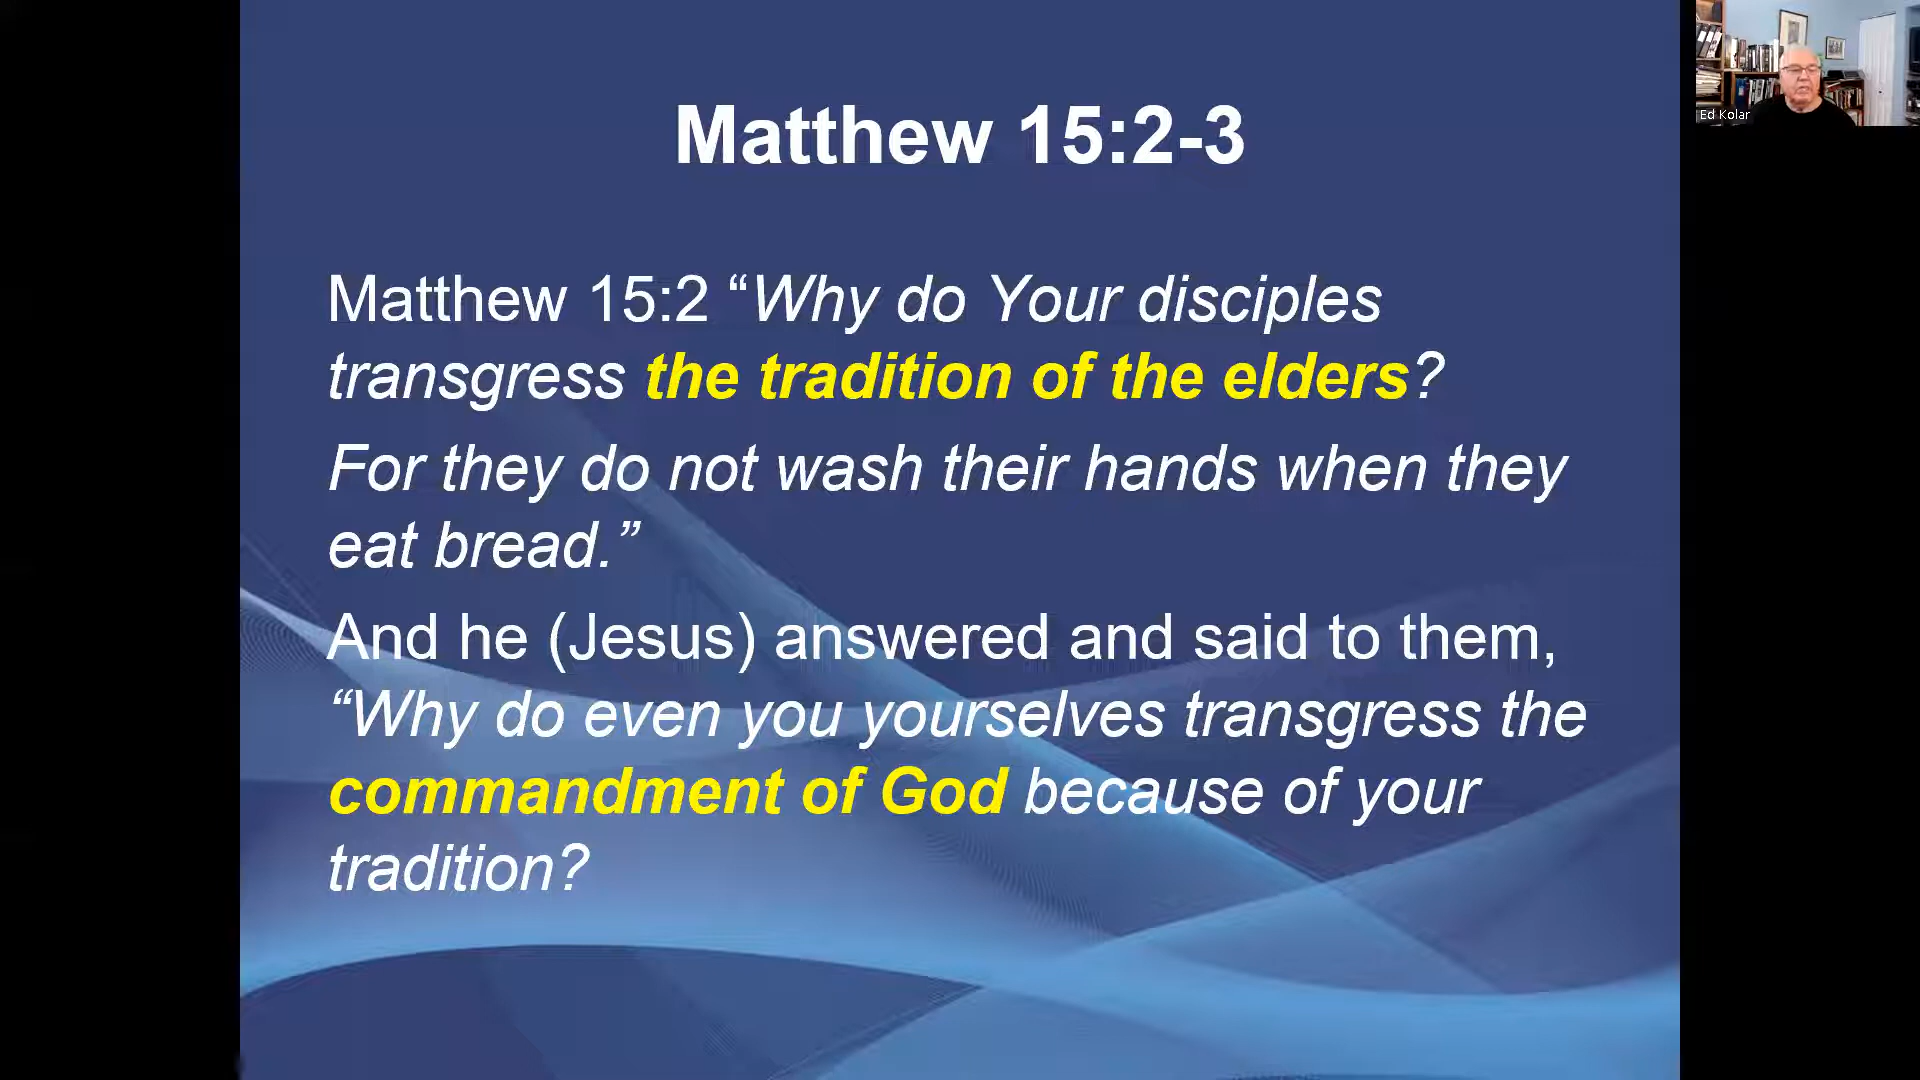 Matthew 15:2-3
Matthew 15:2 “Why do Your disciples
transgress the tradition of the elders?
For they do not wash their hands when they
eat bread.”
And he (Jesus) answered and said to them,
“Why do even you yourselves transgress the
commandment of God because of your
tradition?
Ed Kolar